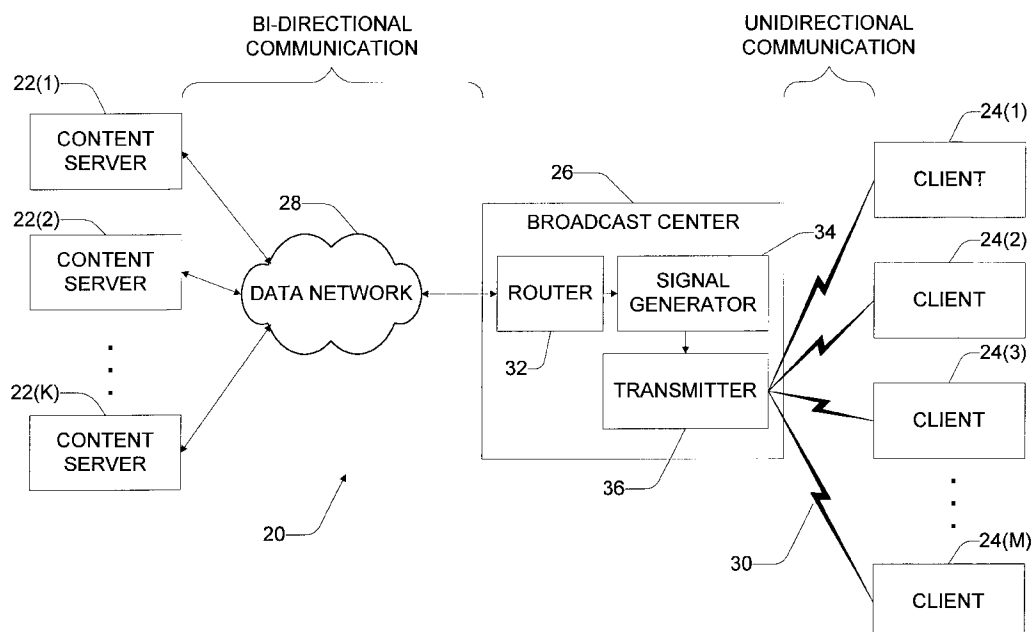 BI-DIRECTIONAL
COMMUNICATION
UNIDIRECTIONAL
COMMUNICATION
22(1)
CONTENT
SERVER
22(2)
CONTENT
SERVER
22(K)
CONTENT
SERVER
28
DATA NETWORK
20
26
BROADCAST CENTER
34
ROUTER
32
SIGNAL
GENERATOR
TRANSMITTER
36
30
24(1)
CLIENT
24(2)
CLIENT
24(3)
CLIENT
24(M)
CLIENT